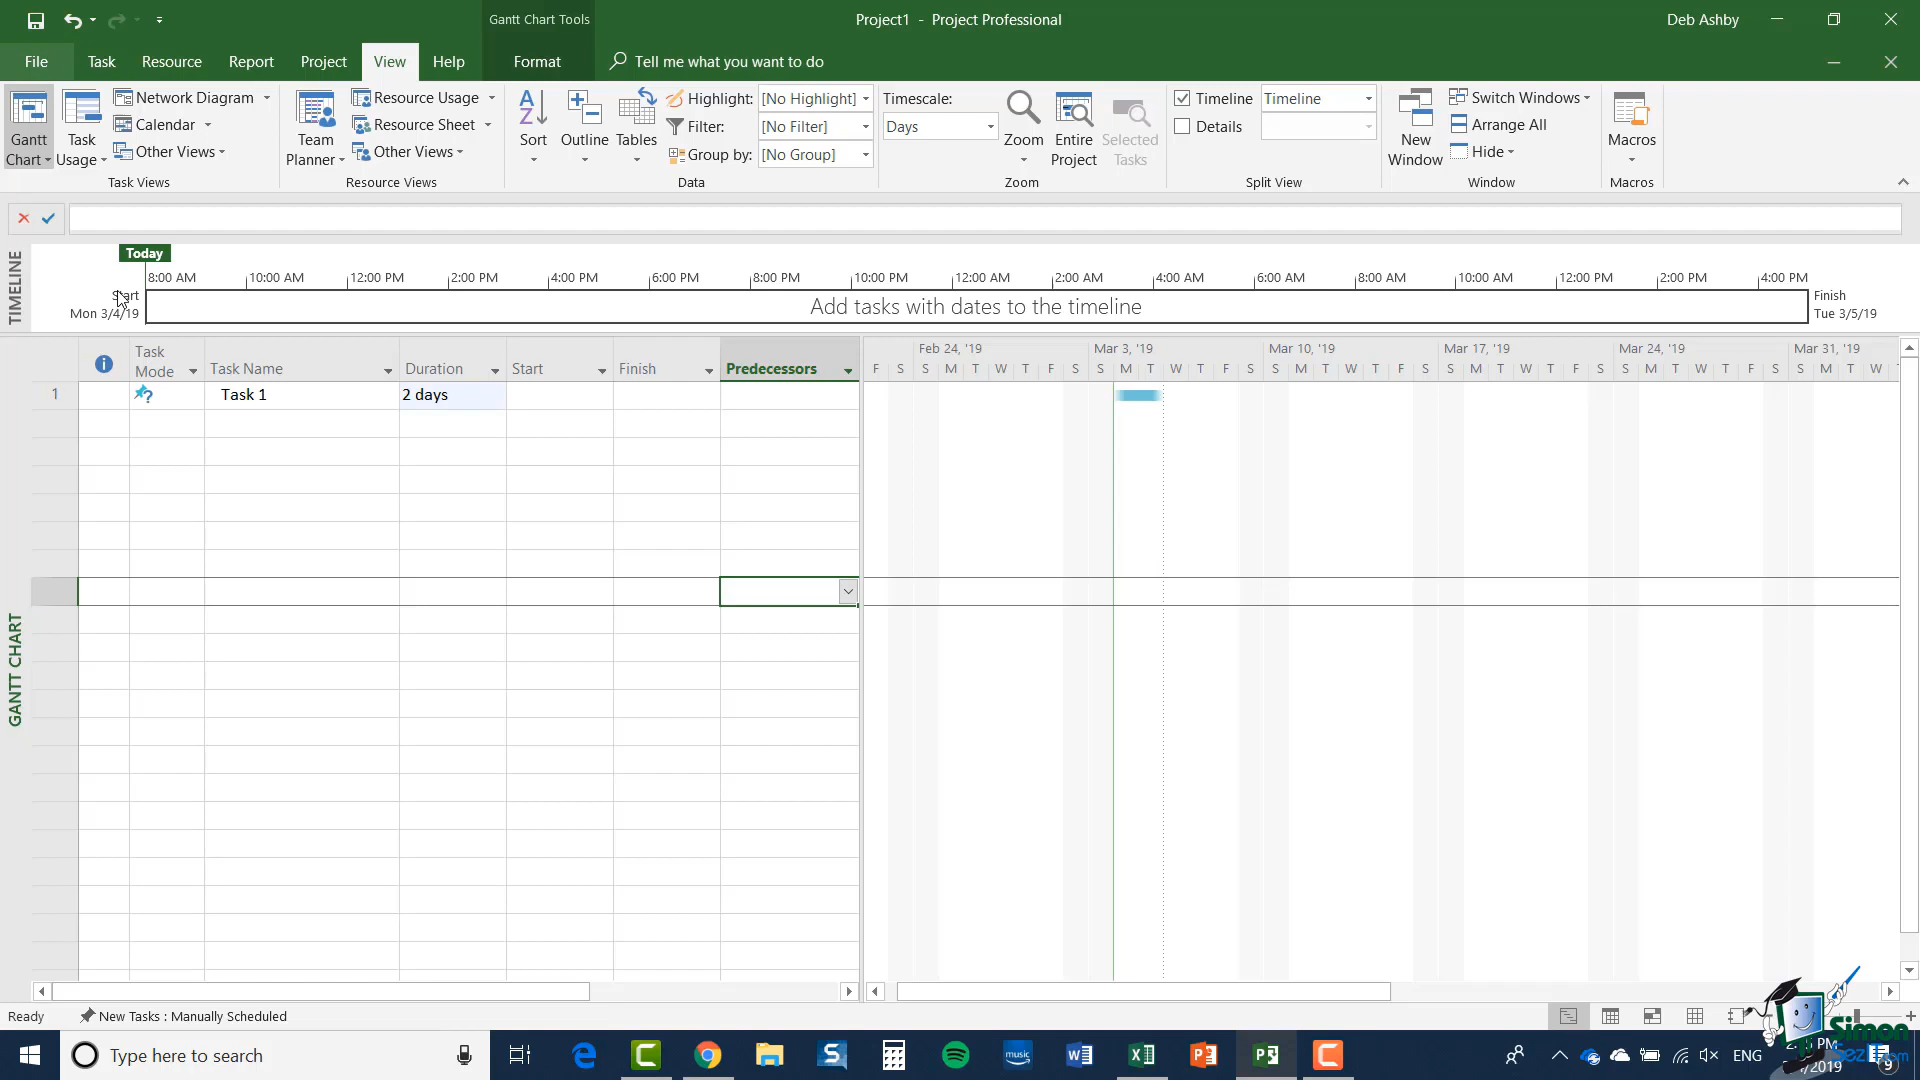 Gantt Chart Tools
Project1 - Project Professional
Deb Ashby
File Task Resource Report Project View Help Format Tell me what you want to do
Gantt Chart
Task Usage
Network Diagram
Calendar
Other Views
Task Views
Team Planner
Resource Usage
Resource Sheet
Other Views
Resource Views
Sort
Outline
Tables
Highlight: [No Highlight]
Filter: [No Filter]
Group by: [No Group]
Data
Timescale:
Days
Zoom
Entire Project
Selected Tasks
Zoom
Timeline Timeline
Details
Split View
New Window
Switch Windows
Arrange All
Hide
Window
Macros
Macros
TIMELINE
Today
8:00 AM 10:00 AM 12:00 PM 2:00 PM 4:00 PM 6:00 PM 8:00 PM 10:00 PM 12:00 AM 2:00 AM 4:00 AM 6:00 AM 8:00 AM 10:00 AM 12:00 PM 2:00 PM 4:00 PM
Start
Mon 3/4/19
Add tasks with dates to the timeline
Finish
Tue 3/5/19
GANTT CHART
Task Mode Task Name Duration Start Finish Predecessors
Feb 24, '19 Mar 3, '19 Mar 10, '19 Mar 17, '19 Mar 24, '19 Mar 31, '19
F S S M T W T F S S M T W T F S S M T W T F S S M T W T F S S M T W T F S S M T W
1 Task 1 2 days
Ready New Tasks : Manually Scheduled
Type here to search
music
ENG
PM
/2019
9
Simon
SezIT.com